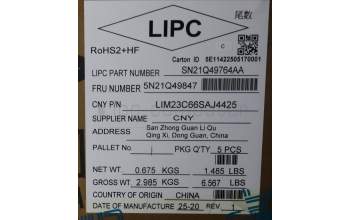 LIPC
尾数
RoHS2+HF
C
Carton ID 5E11422505170001
LIPC PART NUMBER SN21Q49764AA
FRU NUMBER 5N21Q49847
CNY P/N LIM23C66SAJ4425
SUPPLIER NAME CNY
ADDRESS San Zhong Guan Li Qu
Qing Xi, Dong Guan, China
PALLET NO I PKG Q'TY 5 PCS
NET WT: 0.675 KGS 1.485 LBS
GROSS WT: 2.985 KGS 6.567 LBS
COUNTRY OF ORIGIN CHINA
DATE OF MANUFACTURE 25-20 REV 1